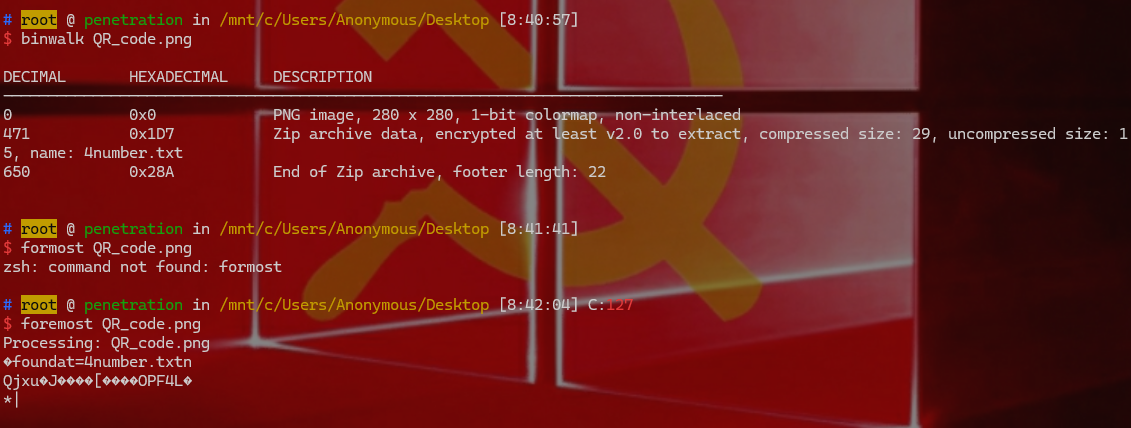 # root @ penetration in /mnt/c/Users/Anonymous/Desktop [8:40:57]
$ binwalk QR_code.png
DECIMAL       HEXADECIMAL     DESCRIPTION
--------------------------------------------------------------------------------
0             0x0             PNG image, 280 x 280, 1-bit colormap, non-interlaced
471           0x1D7           Zip archive data, encrypted at least v2.0 to extract, compressed size: 29, uncompressed size: 1
5, name: 4number.txt
650           0x28A           End of Zip archive, footer length: 22
# root @ penetration in /mnt/c/Users/Anonymous/Desktop [8:41:41]
$ formost QR_code.png
zsh: command not found: formost
# root @ penetration in /mnt/c/Users/Anonymous/Desktop [8:42:04] C:127
$ foremost QR_code.png
Processing: QR_code.png
�foundat=4number.txtn
Qjxu�J����[����OPF4L�
*|